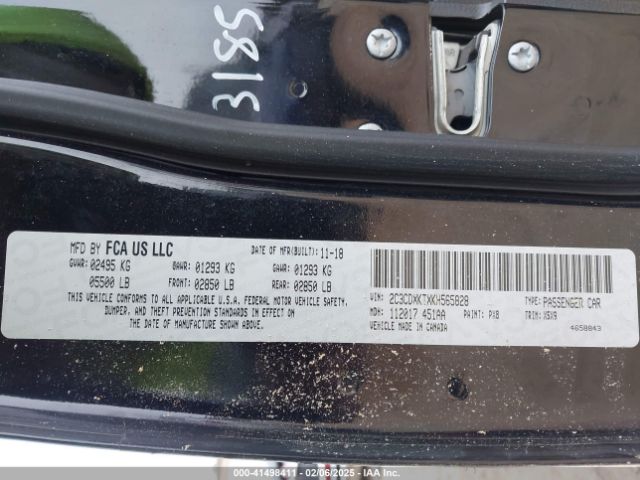 3185
MFD BY FCA US LLC DATE OF MFR(BUILT): 11-18
GVWR: 02495 KG GAWR: 01293 KG GAWR: 01293 KG
05500 LB FRONT: 02850 LB REAR: 02850 LB
THIS VEHICLE CONFORMS TO ALL APPLICABLE U.S.A. FEDERAL MOTOR VEHICLE SAFETY,
BUMPER, AND THEFT PREVENTION STANDARDS IN EFFECT ON
THE DATE OF MANUFACTURE SHOWN ABOVE.
VIN: 2C3CDXKTXKH565828 TYPE: PASSENGER CAR
MDH: 112017 451AA PAINT: PX8 TRIM: XSX9
VEHICLE MADE IN CANADA 4658843
000-41498411 - 02/06/2025 - IAA Inc.